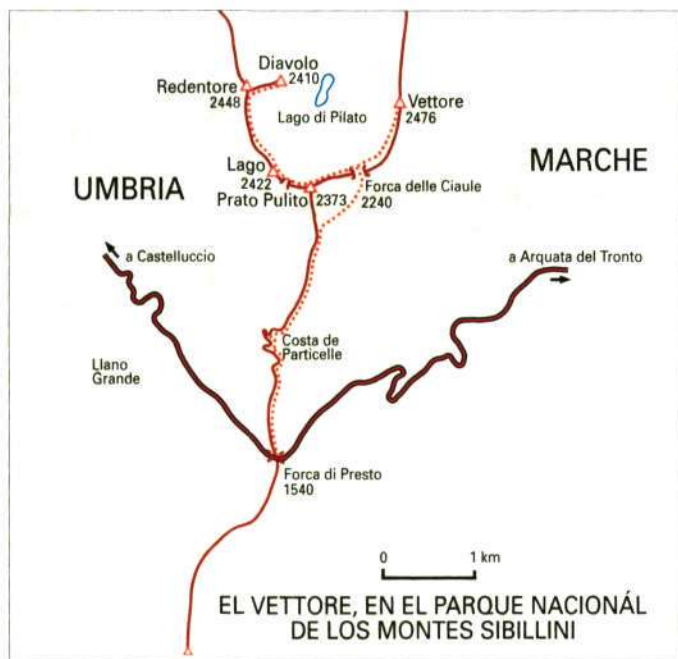 Diavolo
2410
Redentore
2448
Lago di Pilato
Vettore
2476
Lago
2422
UMBRIA
MARCHE
Prato Pulito
2373
Forca delle Ciaule
2240
a Castelluccio
a Arquata del Tronto
Costa de
Particelle
Llano
Grande
Forca di Presto
1540
0 1 km
EL VETTORE, EN EL PARQUE NACIONÁL
DE LOS MONTES SIBILLINI